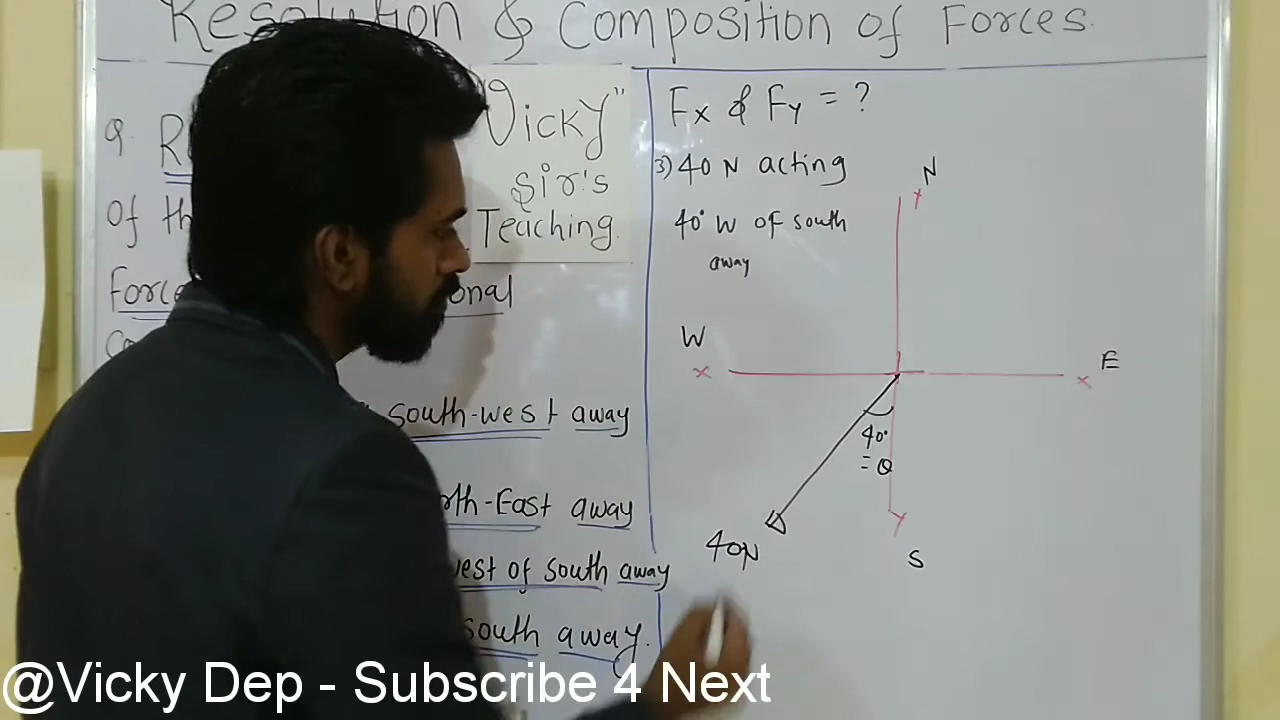 Resolution & Composition of Forces.
Q. R
of th
Force
onal
south-west away
rth-East away
west of south away
south away.
"Vicky"
Sir's
Teaching.
Fx & Fy = ?
3) 40 N acting
40° W of south
away
N
Y
W
E
x
x
40°
= θ
40N
Y
S
@Vicky Dep - Subscribe 4 Next